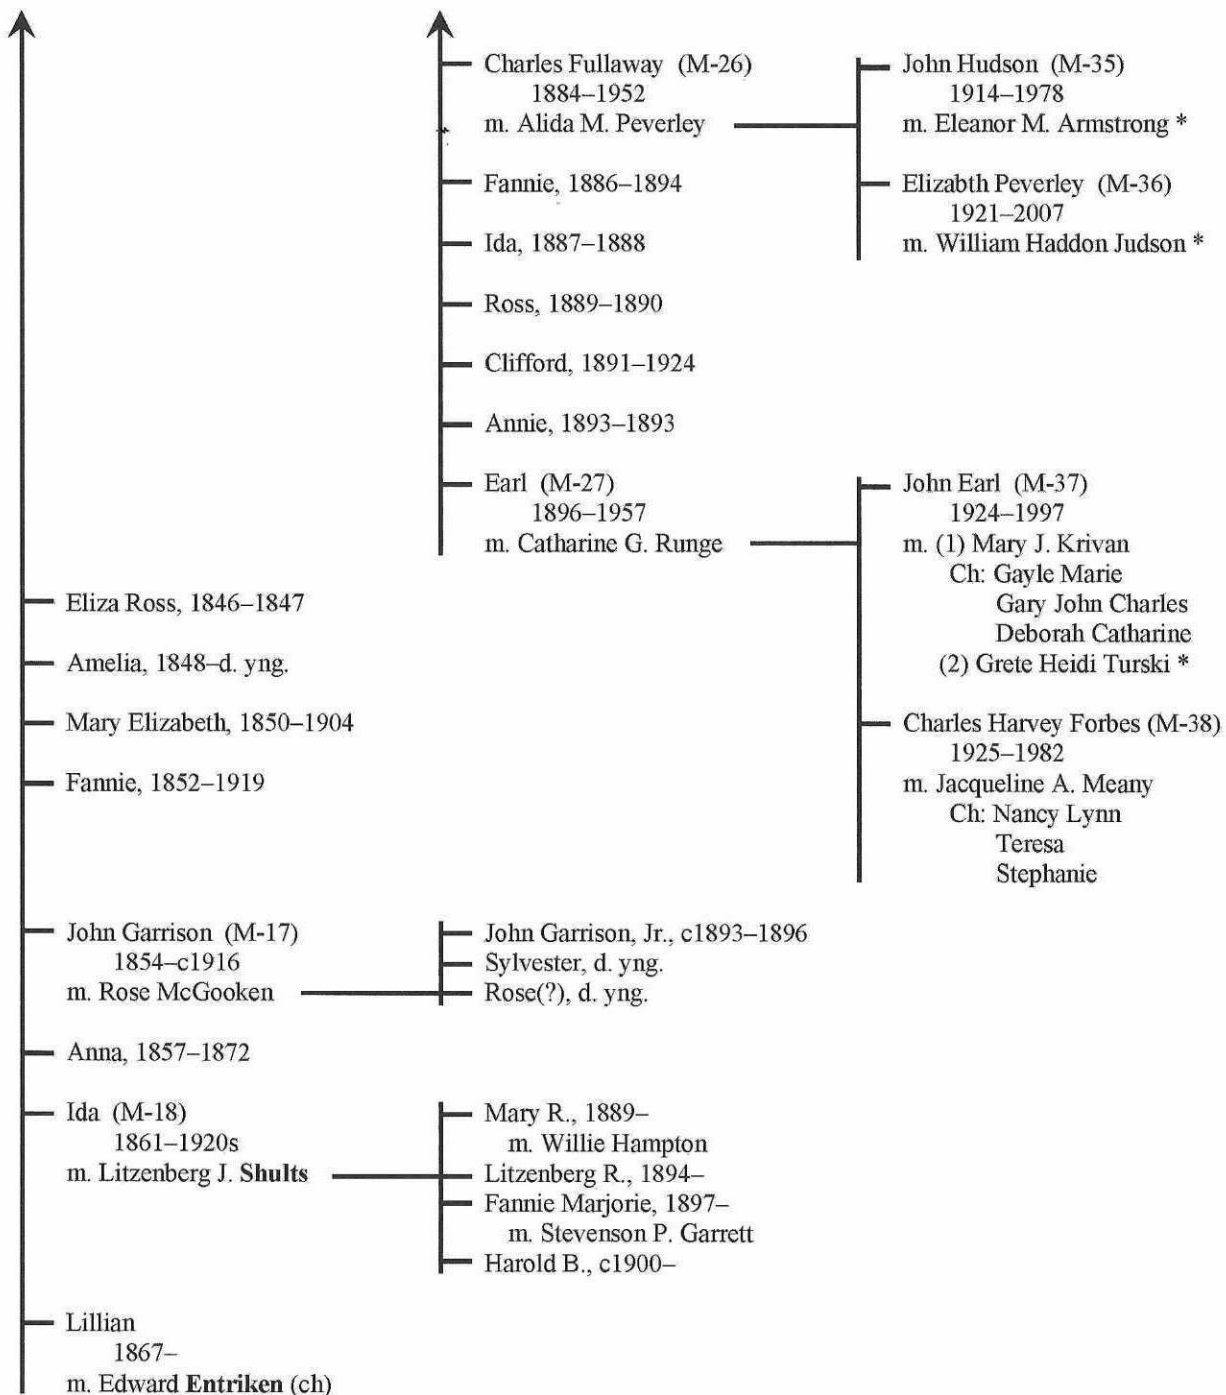 Charles Fullaway (M-26)
1884–1952
m. Alida M. Peverley
John Hudson (M-35)
1914–1978
m. Eleanor M. Armstrong *
Elizabth Peverley (M-36)
1921–2007
m. William Haddon Judson *
Fannie, 1886–1894
Ida, 1887–1888
Ross, 1889–1890
Clifford, 1891–1924
Annie, 1893–1893
Earl (M-27)
1896–1957
m. Catharine G. Runge
John Earl (M-37)
1924–1997
m. (1) Mary J. Krivan
Ch: Gayle Marie
Gary John Charles
Deborah Catharine
(2) Grete Heidi Turski *
Charles Harvey Forbes (M-38)
1925–1982
m. Jacqueline A. Meany
Ch: Nancy Lynn
Teresa
Stephanie
Eliza Ross, 1846–1847
Amelia, 1848–d. yng.
Mary Elizabeth, 1850–1904
Fannie, 1852–1919
John Garrison (M-17)
1854–c1916
m. Rose McGooken
John Garrison, Jr., c1893–1896
Sylvester, d. yng.
Rose(?), d. yng.
Anna, 1857–1872
Ida (M-18)
1861–1920s
m. Litzenberg J. Shults
Mary R., 1889–
m. Willie Hampton
Litzenberg R., 1894–
Fannie Marjorie, 1897–
m. Stevenson P. Garrett
Harold B., c1900–
Lillian
1867–
m. Edward Entriken (ch)